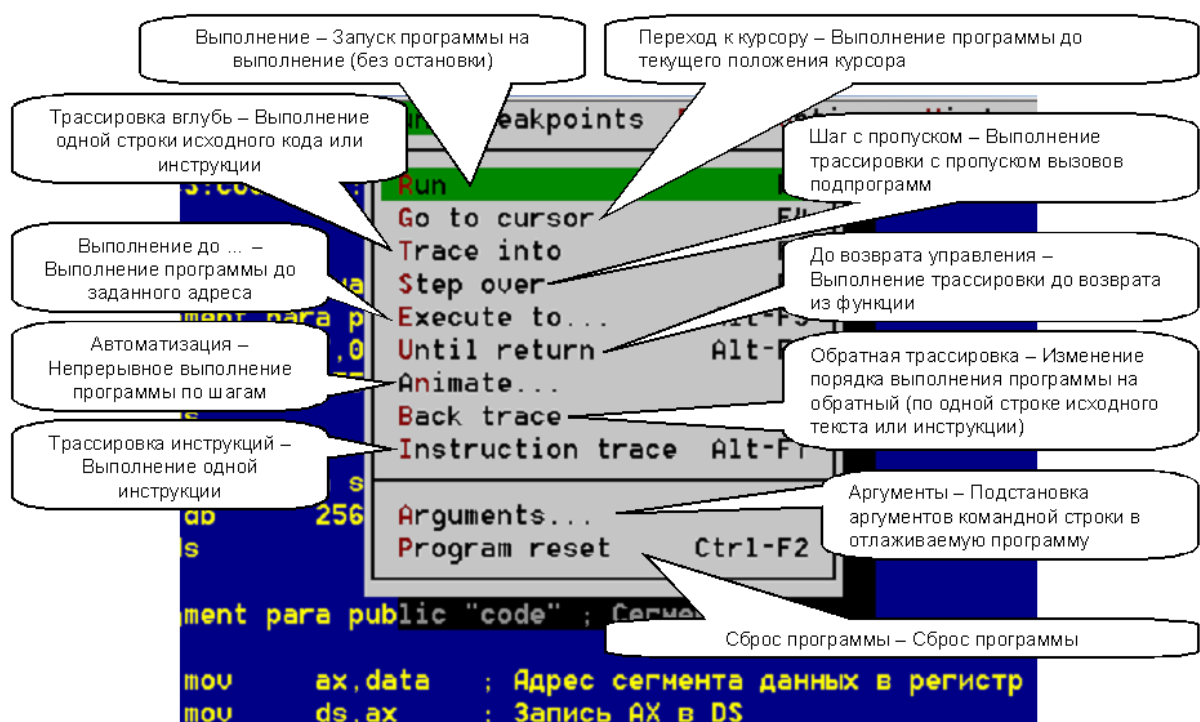 Выполнение – Запуск программы на
выполнение (без остановки)
Переход к курсору – Выполнение программы до
текущего положения курсора
Трассировка вглубь – Выполнение
одной строки исходного кода или
инструкции
Шаг с пропуском – Выполнение
трассировки с пропуском вызовов
подпрограмм
Run
Go to cursor
Trace into
Step over
Execute to...
Until return
Animate...
Back trace
Instruction trace
Arguments...
Program reset Ctrl-F2
Выполнение до ... –
Выполнение программы до
заданного адреса
До возврата управления –
Выполнение трассировки до возврата
из функции
Автоматизация –
Непрерывное выполнение
программы по шагам
Обратная трассировка – Изменение
порядка выполнения программы на
обратный (по одной строке исходного
текста или инструкции)
Трассировка инструкций –
Выполнение одной
инструкции
Аргументы – Подстановка
аргументов командной строки в
отлаживаемую программу
db 256
para public "code" ;
Сброс программы – Сброс программы
mov ax,data ; Адрес сегмента данных в регистр
mov ds,ax ; Запись AX в DS